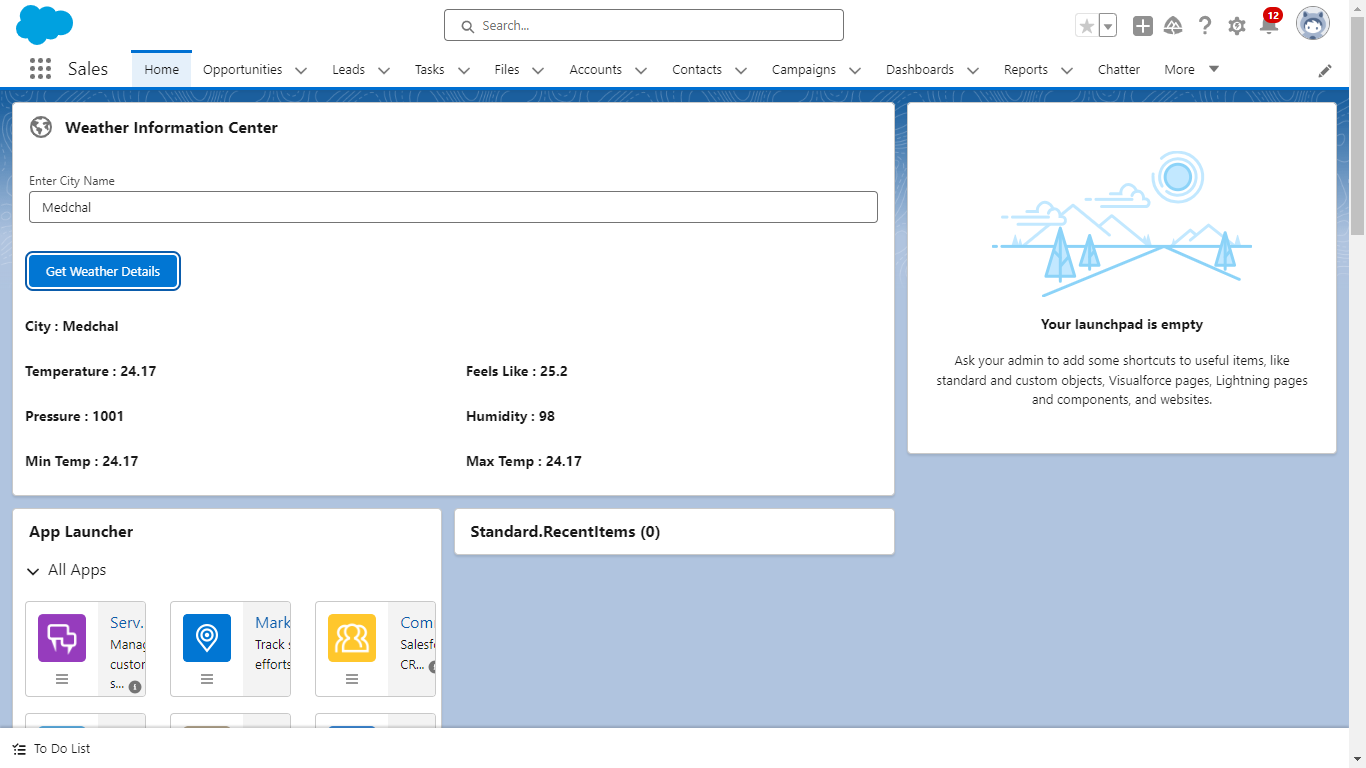 Search...
12
Sales
Home Opportunities Leads Tasks Files Accounts Contacts Campaigns Dashboards Reports Chatter More
Weather Information Center
Enter City Name
Medchal
Get Weather Details
City : Medchal
Temperature : 24.17
Feels Like : 25.2
Pressure : 1001
Humidity : 98
Min Temp : 24.17
Max Temp : 24.17
Your launchpad is empty
Ask your admin to add some shortcuts to useful items, like
standard and custom objects, Visualforce pages, Lightning pages
and components, and websites.
App Launcher
All Apps
Serv.
Manag
custor
s...
Mark
Track s
efforts
Com
Salesf
CR...
Standard.RecentItems (0)
To Do List